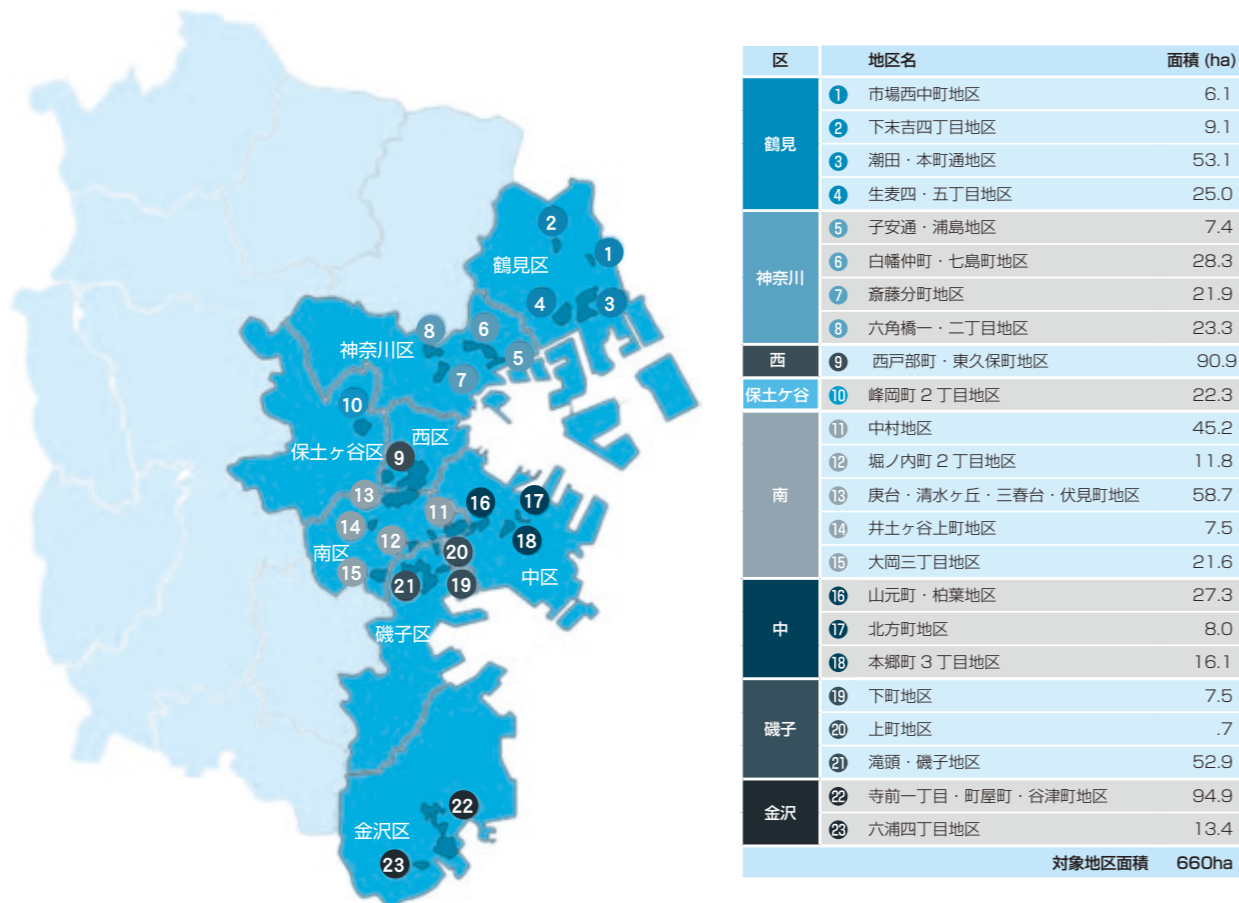 2
鶴見区
1
4
3
8
6
神奈川区
5
7
10
西区
保土ヶ谷区
9
13
16
17
11
14
12
18
南区
20
15
21
19
中区
磯子区
22
金沢区
23
区 地区名 面積 (ha)
鶴見
1 市場西中町地区 6.1
2 下末吉四丁目地区 9.1
3 潮田・本町通地区 53.1
4 生麦四・五丁目地区 25.0
神奈川
5 子安通・浦島地区 7.4
6 白幡仲町・七島町地区 28.3
7 斎藤分町地区 21.9
8 六角橋一・二丁目地区 23.3
西 9 西戸部町・東久保町地区 90.9
保土ケ谷 10 峰岡町2丁目地区 22.3
南
11 中村地区 45.2
12 堀ノ内町2丁目地区 11.8
13 庚台・清水ヶ丘・三春台・伏見町地区 58.7
14 井土ヶ谷上町地区 7.5
15 大岡三丁目地区 21.6
中
16 山元町・柏葉地区 27.3
17 北方町地区 8.0
18 本郷町3丁目地区 16.1
磯子
19 下町地区 7.5
20 上町地区 .7
21 滝頭・磯子地区 52.9
金沢
22 寺前一丁目・町屋町・谷津町地区 94.9
23 六浦四丁目地区 13.4
対象地区面積 660ha